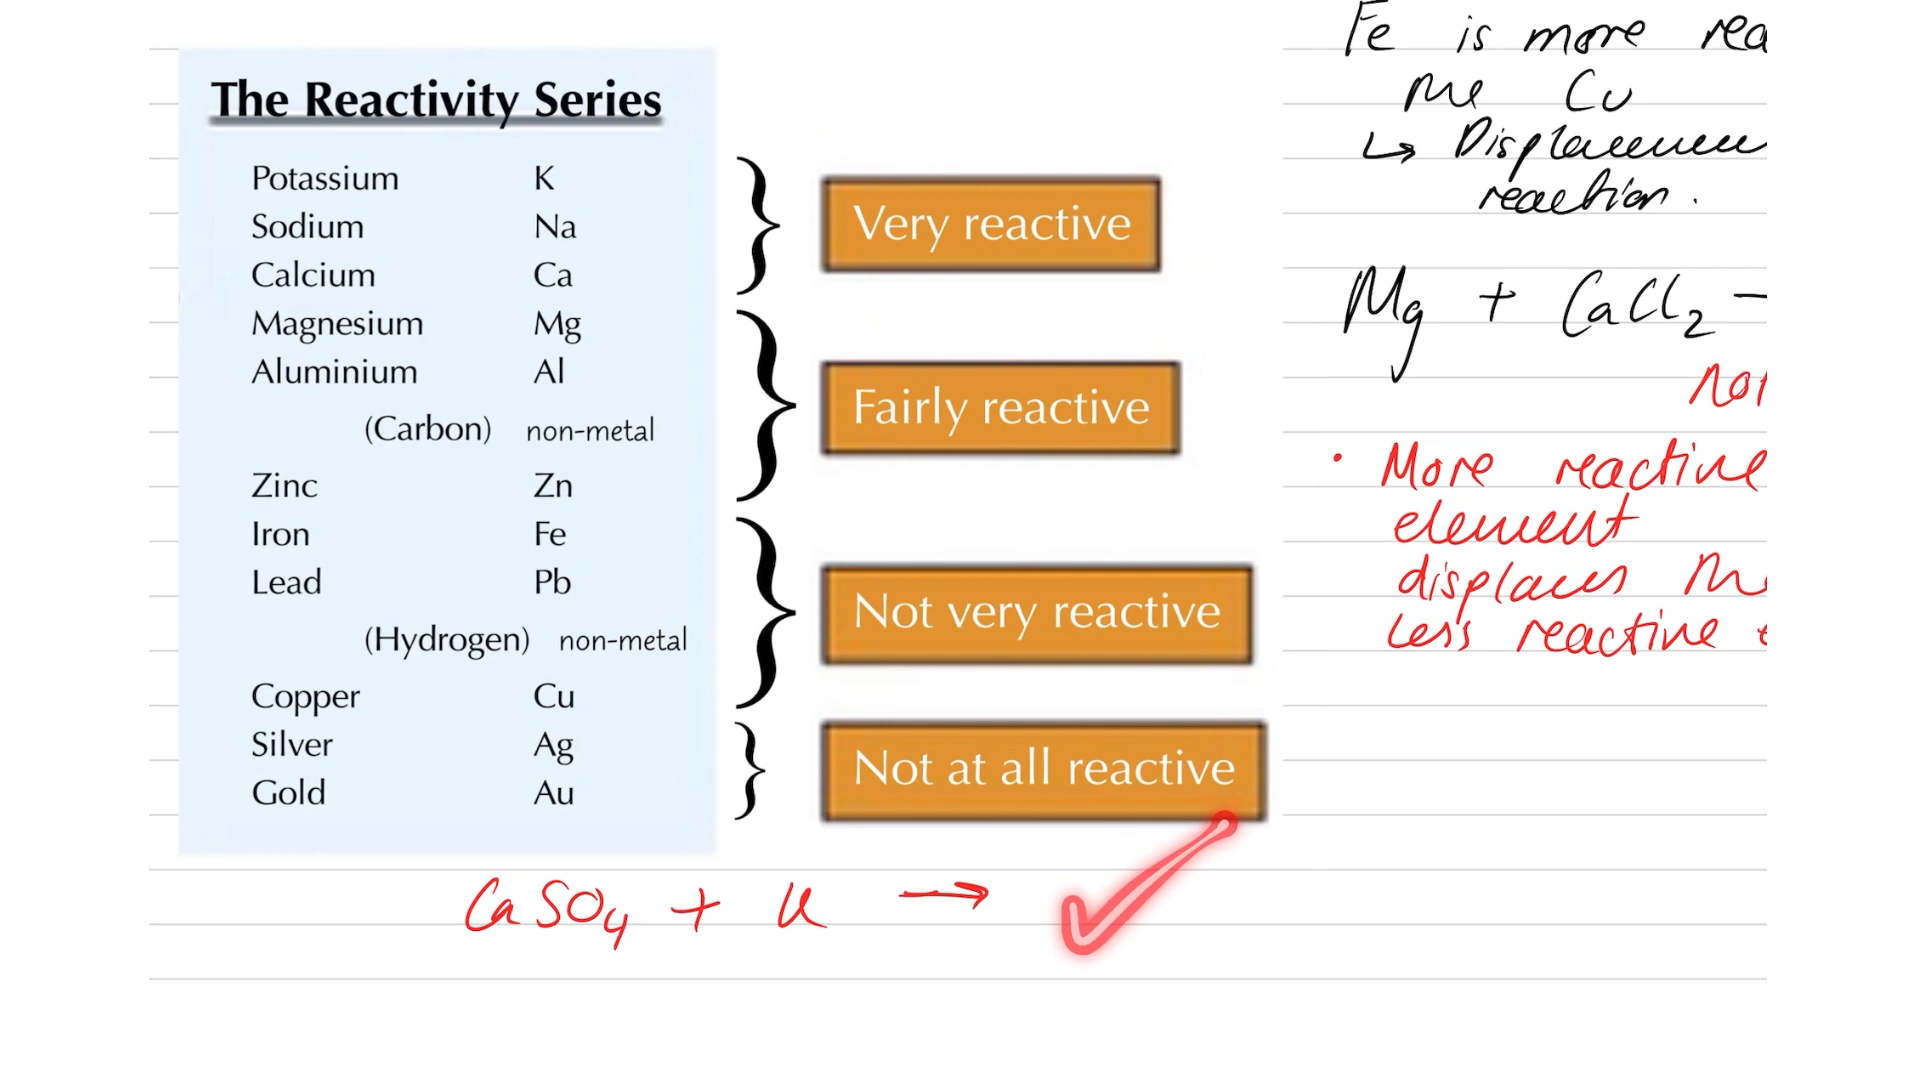 The Reactivity Series
Potassium K
Sodium Na
Calcium Ca
Very reactive
Magnesium Mg
Aluminium Al
(Carbon) non-metal
Zinc Zn
Fairly reactive
Iron Fe
Lead Pb
(Hydrogen) non-metal
Copper Cu
Not very reactive
Silver Ag
Gold Au
Not at all reactive
CaSO4 + K →
Fe is more rea
Cu
↳
reaction.
Mg + CaCl2 -
• More reactive
element
displaces
less reactive